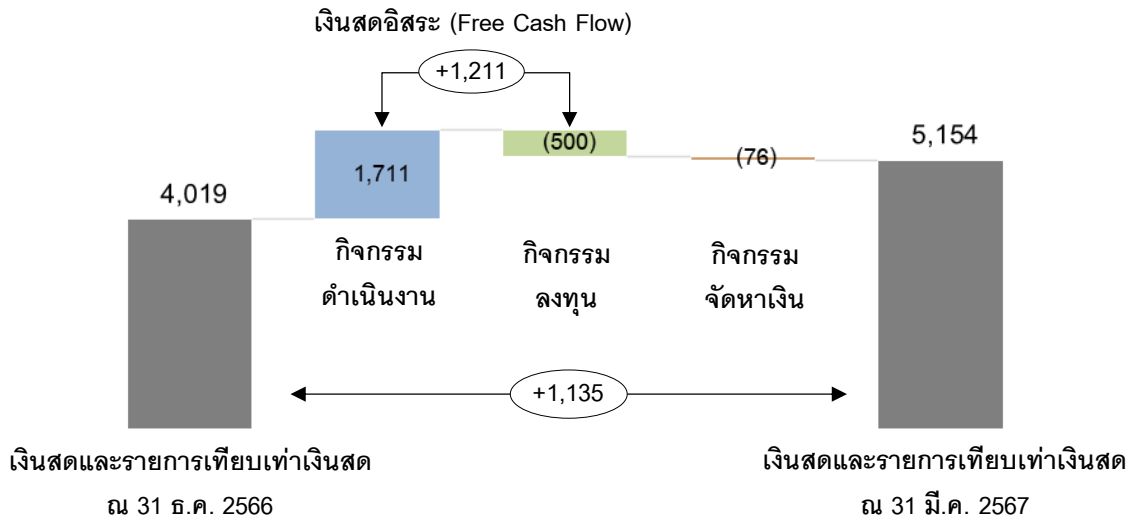 เงินสดอิสระ (Free Cash Flow)
+1,211
4,019
1,711
(500)
(76)
5,154
กิจกรรม
ดำเนินงาน
กิจกรรม
ลงทุน
กิจกรรม
จัดหาเงิน
+1,135
เงินสดและรายการเทียบเท่าเงินสด
ณ 31 ธ.ค. 2566
เงินสดและรายการเทียบเท่าเงินสด
ณ 31 มี.ค. 2567